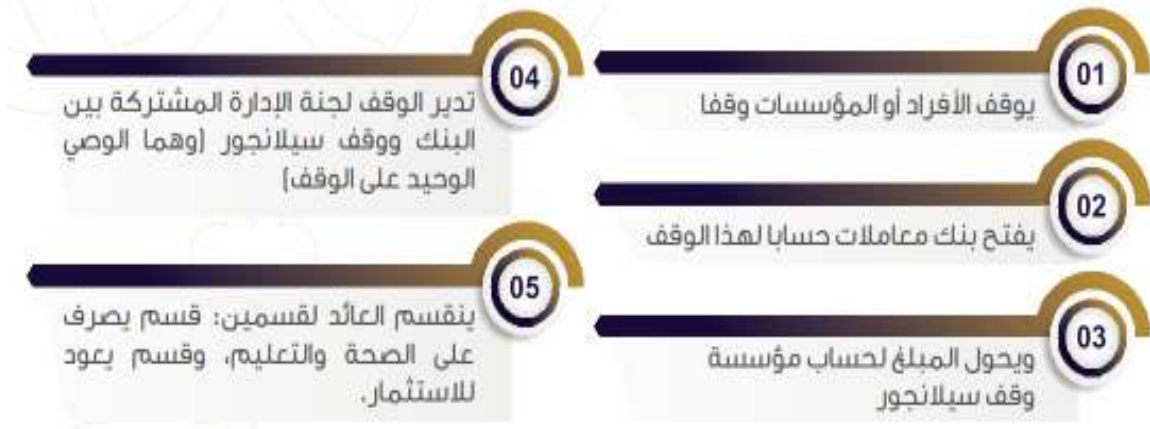 01
يوقف الأفراد أو المؤسسات وقفا
02
يفتح بنك معاملات حسابا لهذا الوقف
03
ويحول المبلغ لحساب مؤسسة
وقف سيلانجور
04
تدير الوقف لجنة الإدارة المشتركة بين
البنك ووقف سيلانجور (وهما الوصي
الوحيد على الوقف)
05
ينقسم العائد لقسمين: قسم يصرف
على الصحة والتعليم، وقسم يعود
للاستثمار.